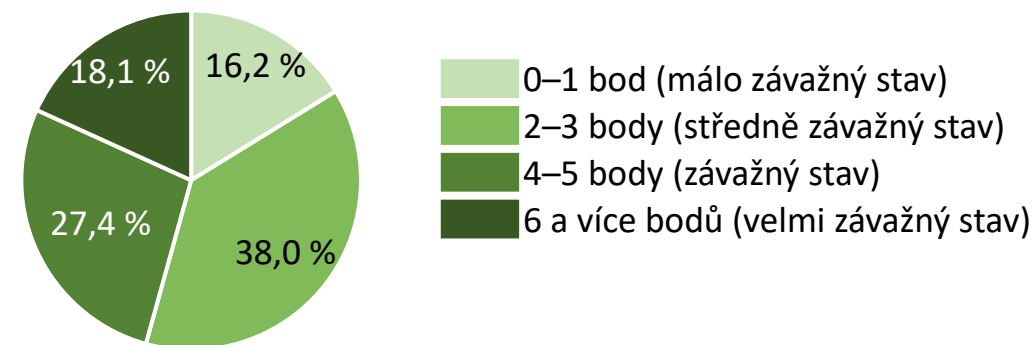 18,1 %
16,2 %
27,4 %
38,0 %
0–1 bod (málo závažný stav)
2–3 body (středně závažný stav)
4–5 body (závažný stav)
6 a více bodů (velmi závažný stav)